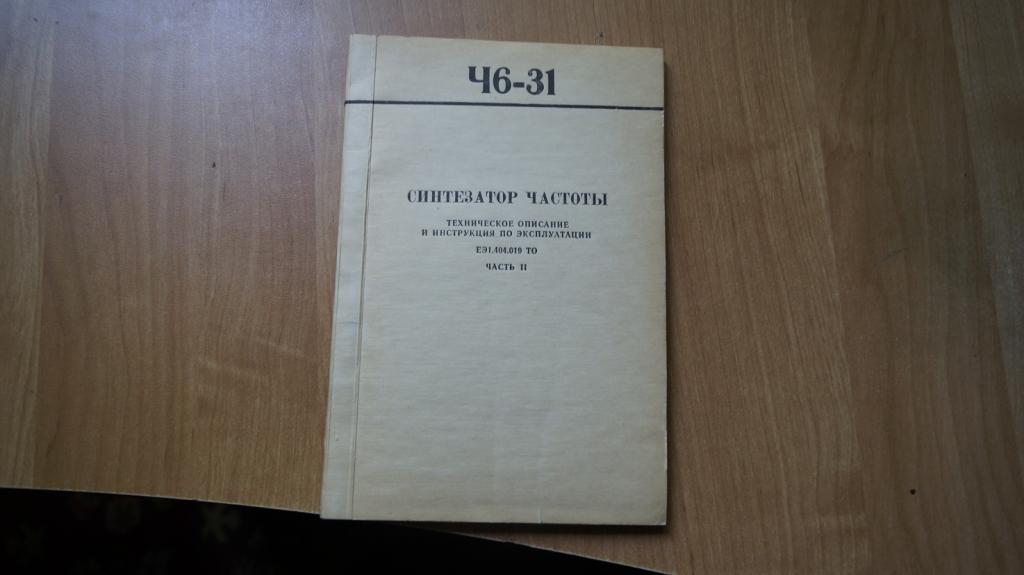 Ч6-31
СИНТЕЗАТОР ЧАСТОТЫ
ТЕХНИЧЕСКОЕ ОПИСАНИЕ
И ИНСТРУКЦИЯ ПО ЭКСПЛУАТАЦИИ
ЕЭ1.404.019 ТО
ЧАСТЬ II